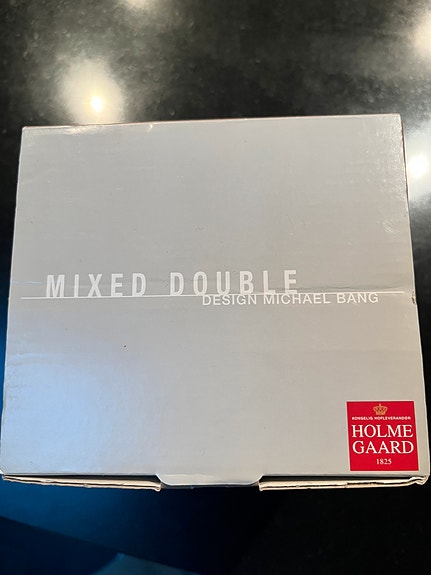 MIXED DOUBLE
DESIGN MICHAEL BANG
KONGELIG HOFLEVERANDØR
HOLME
GAARD
1825